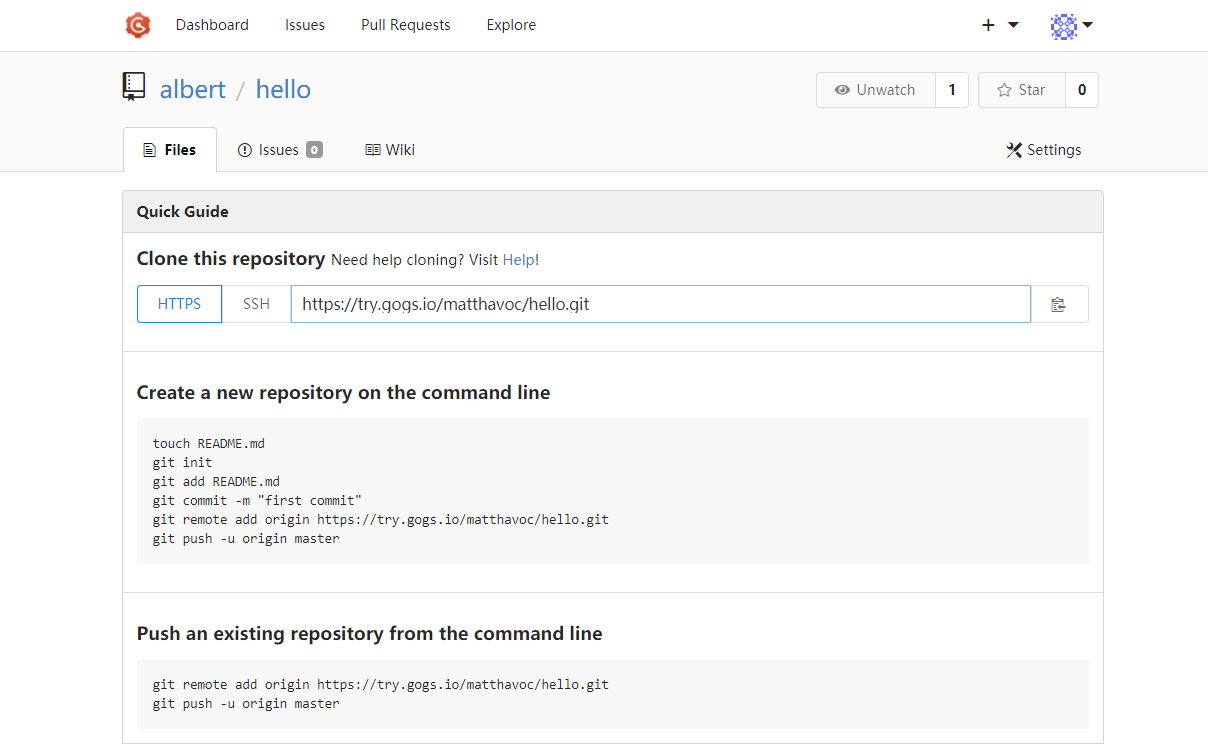 Dashboard Issues Pull Requests Explore +
albert / hello Unwatch 1 Star 0
Files Issues 0 Wiki Settings
Quick Guide
Clone this repository Need help cloning? Visit Help!
HTTPS SSH https://try.gogs.io/matthavoc/hello.git
Create a new repository on the command line
touch README.md
git init
git add README.md
git commit -m "first commit"
git remote add origin https://try.gogs.io/matthavoc/hello.git
git push -u origin master
Push an existing repository from the command line
git remote add origin https://try.gogs.io/matthavoc/hello.git
git push -u origin master